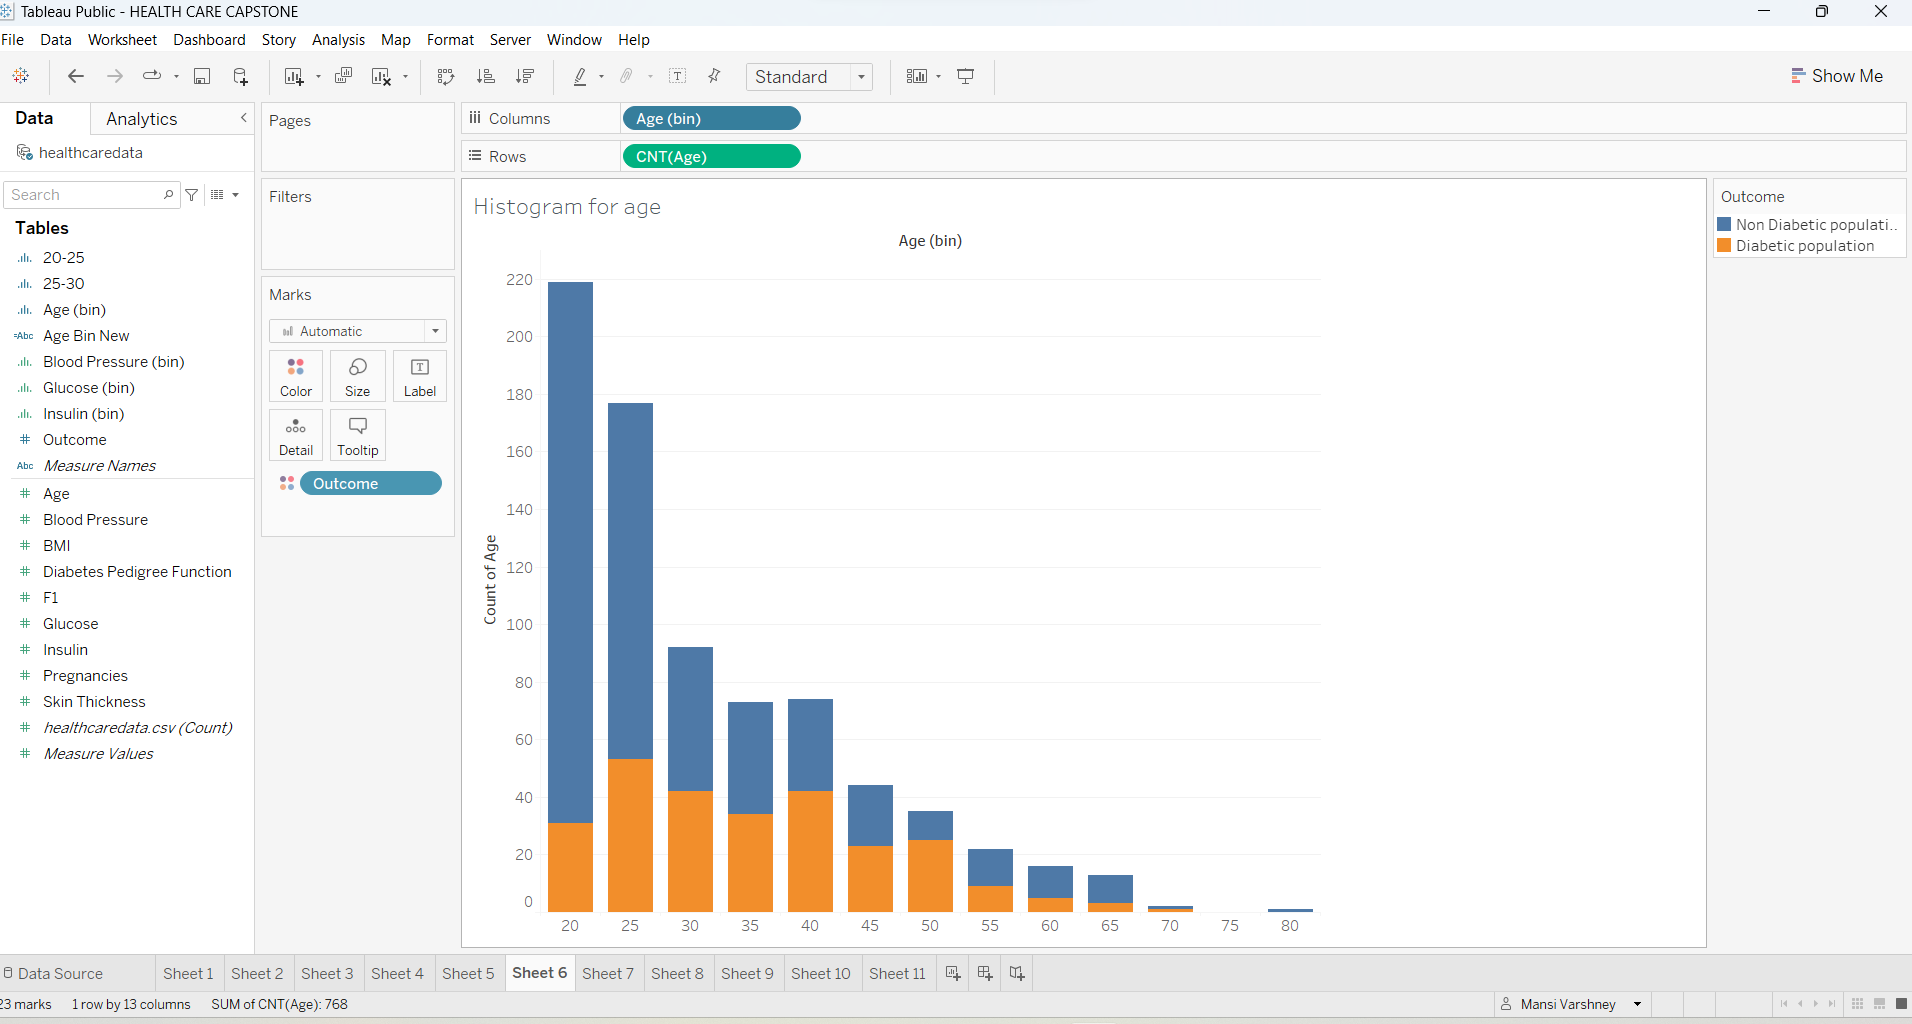 Tableau Public - HEALTH CARE CAPSTONE
File Data Worksheet Dashboard Story Analysis Map Format Server Window Help
Standard
Show Me
Data Analytics
healthcaredata
Search
Tables
20-25
25-30
Age (bin)
=Abc Age Bin New
Blood Pressure (bin)
Glucose (bin)
Insulin (bin)
# Outcome
Abc Measure Names
# Age
# Blood Pressure
# BMI
# Diabetes Pedigree Function
# F1
# Glucose
# Insulin
# Pregnancies
# Skin Thickness
# healthcaredata.csv (Count)
# Measure Values
Pages
Filters
Marks
Automatic
Color Size Label
Detail Tooltip
Outcome
Columns Age (bin)
Rows CNT(Age)
Histogram for age
Age (bin)
Count of Age
220
200
180
160
140
120
100
80
60
40
20
0
20 25 30 35 40 45 50 55 60 65 70 75 80
Outcome
Non Diabetic populati..
Diabetic population
Data Source Sheet 1 Sheet 2 Sheet 3 Sheet 4 Sheet 5 Sheet 6 Sheet 7 Sheet 8 Sheet 9 Sheet 10 Sheet 11
23 marks 1 row by 13 columns SUM of CNT(Age): 768
Mansi Varshney